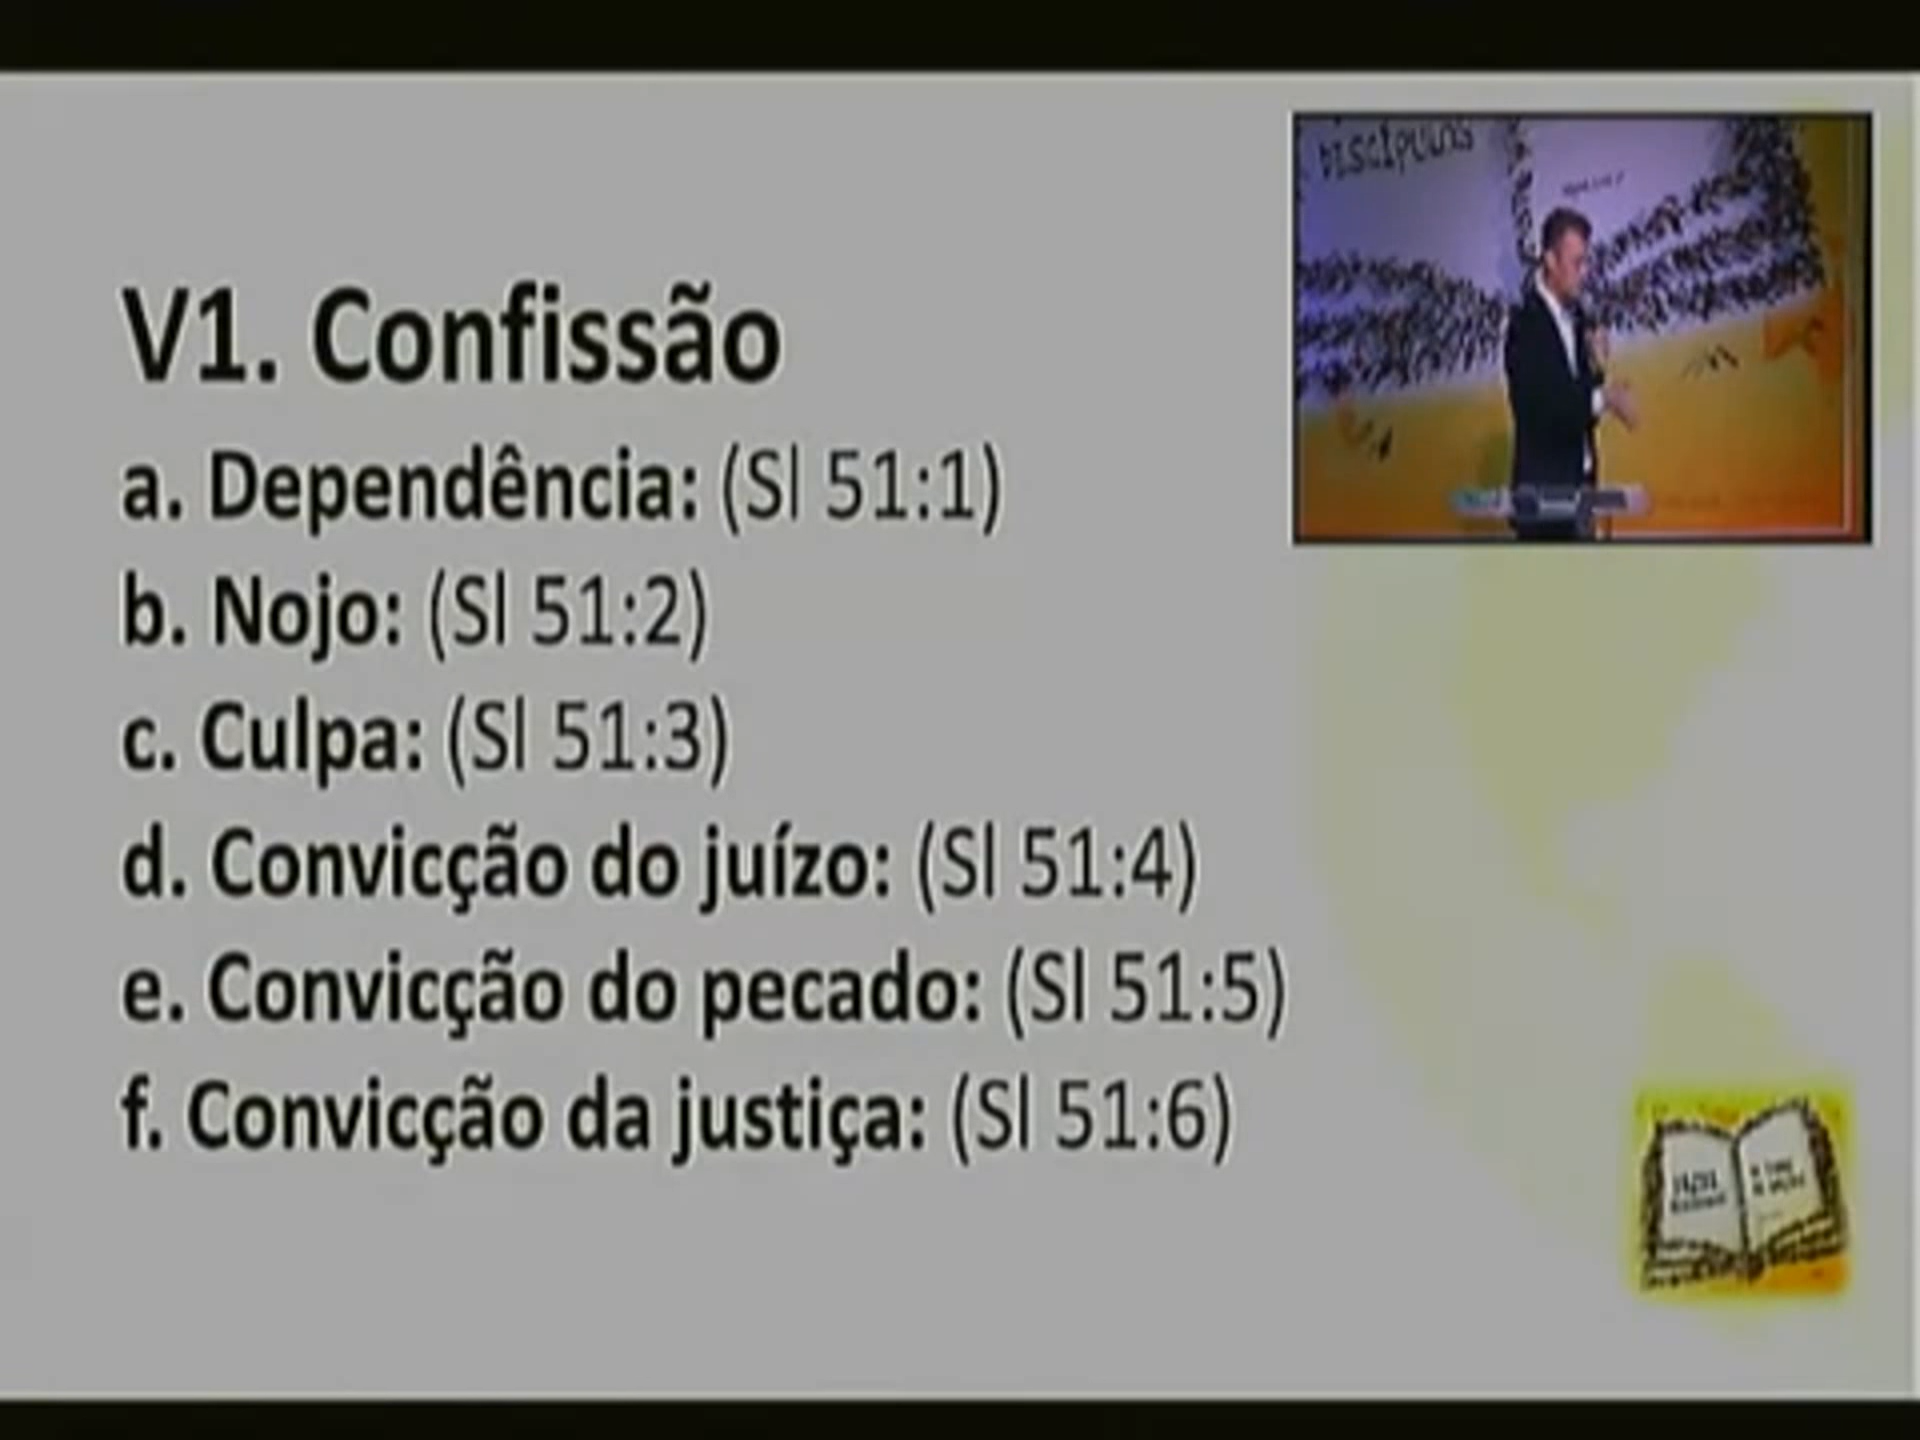 DISCÍPULOS
V1. Confissão
a. Dependência: (Sl 51:1)
b. Nojo: (Sl 51:2)
c. Culpa: (Sl 51:3)
d. Convicção do juízo: (Sl 51:4)
e. Convicção do pecado: (Sl 51:5)
f. Convicção da justiça: (Sl 51:6)